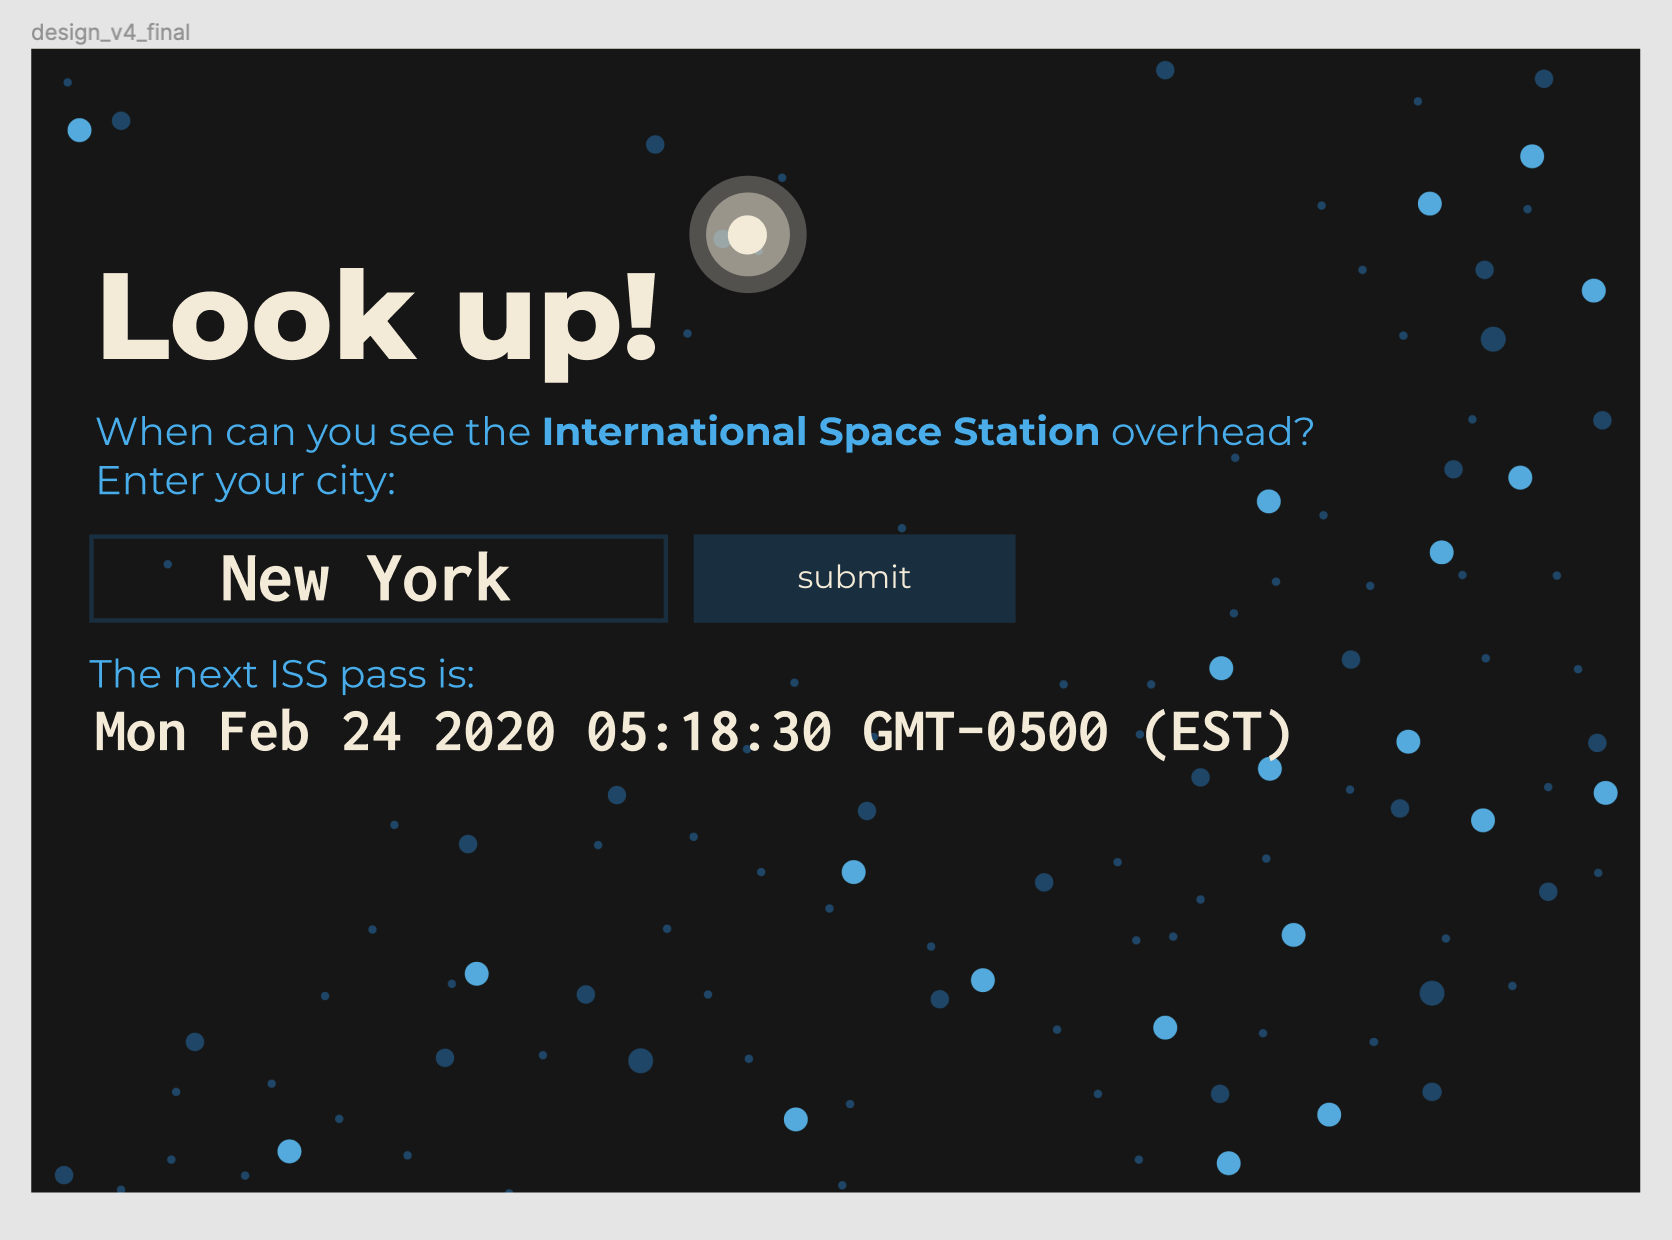 design_v4_final
Look up!
When can you see the International Space Station overhead?
Enter your city:
New York
submit
The next ISS pass is:
Mon Feb 24 2020 05:18:30 GMT-0500 (EST)